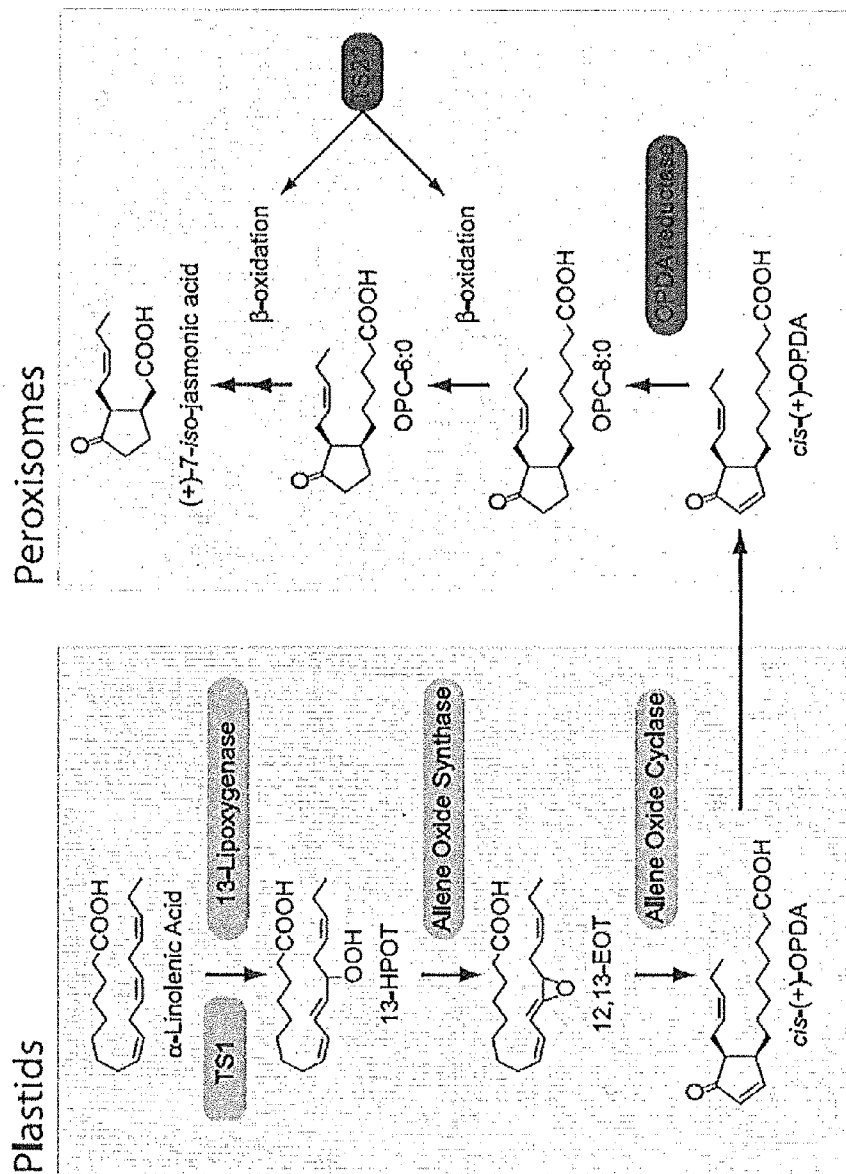 Plastids
COOH
α-Linolenic Acid
TS1
13-Lipoxygenase
COOH
OOH
13-HPOT
Allene Oxide Synthase
COOH
O
12,13-EOT
Allene Oxide Cyclase
O
COOH
cis-(+)-OPDA
Peroxisomes
O
COOH
(+)-7-iso-jasmonic acid
β-oxidation
O
COOH
OPC-6:0
β-oxidation
O
COOH
OPC-8:0
OPDA reductase
O
COOH
cis-(+)-OPDA